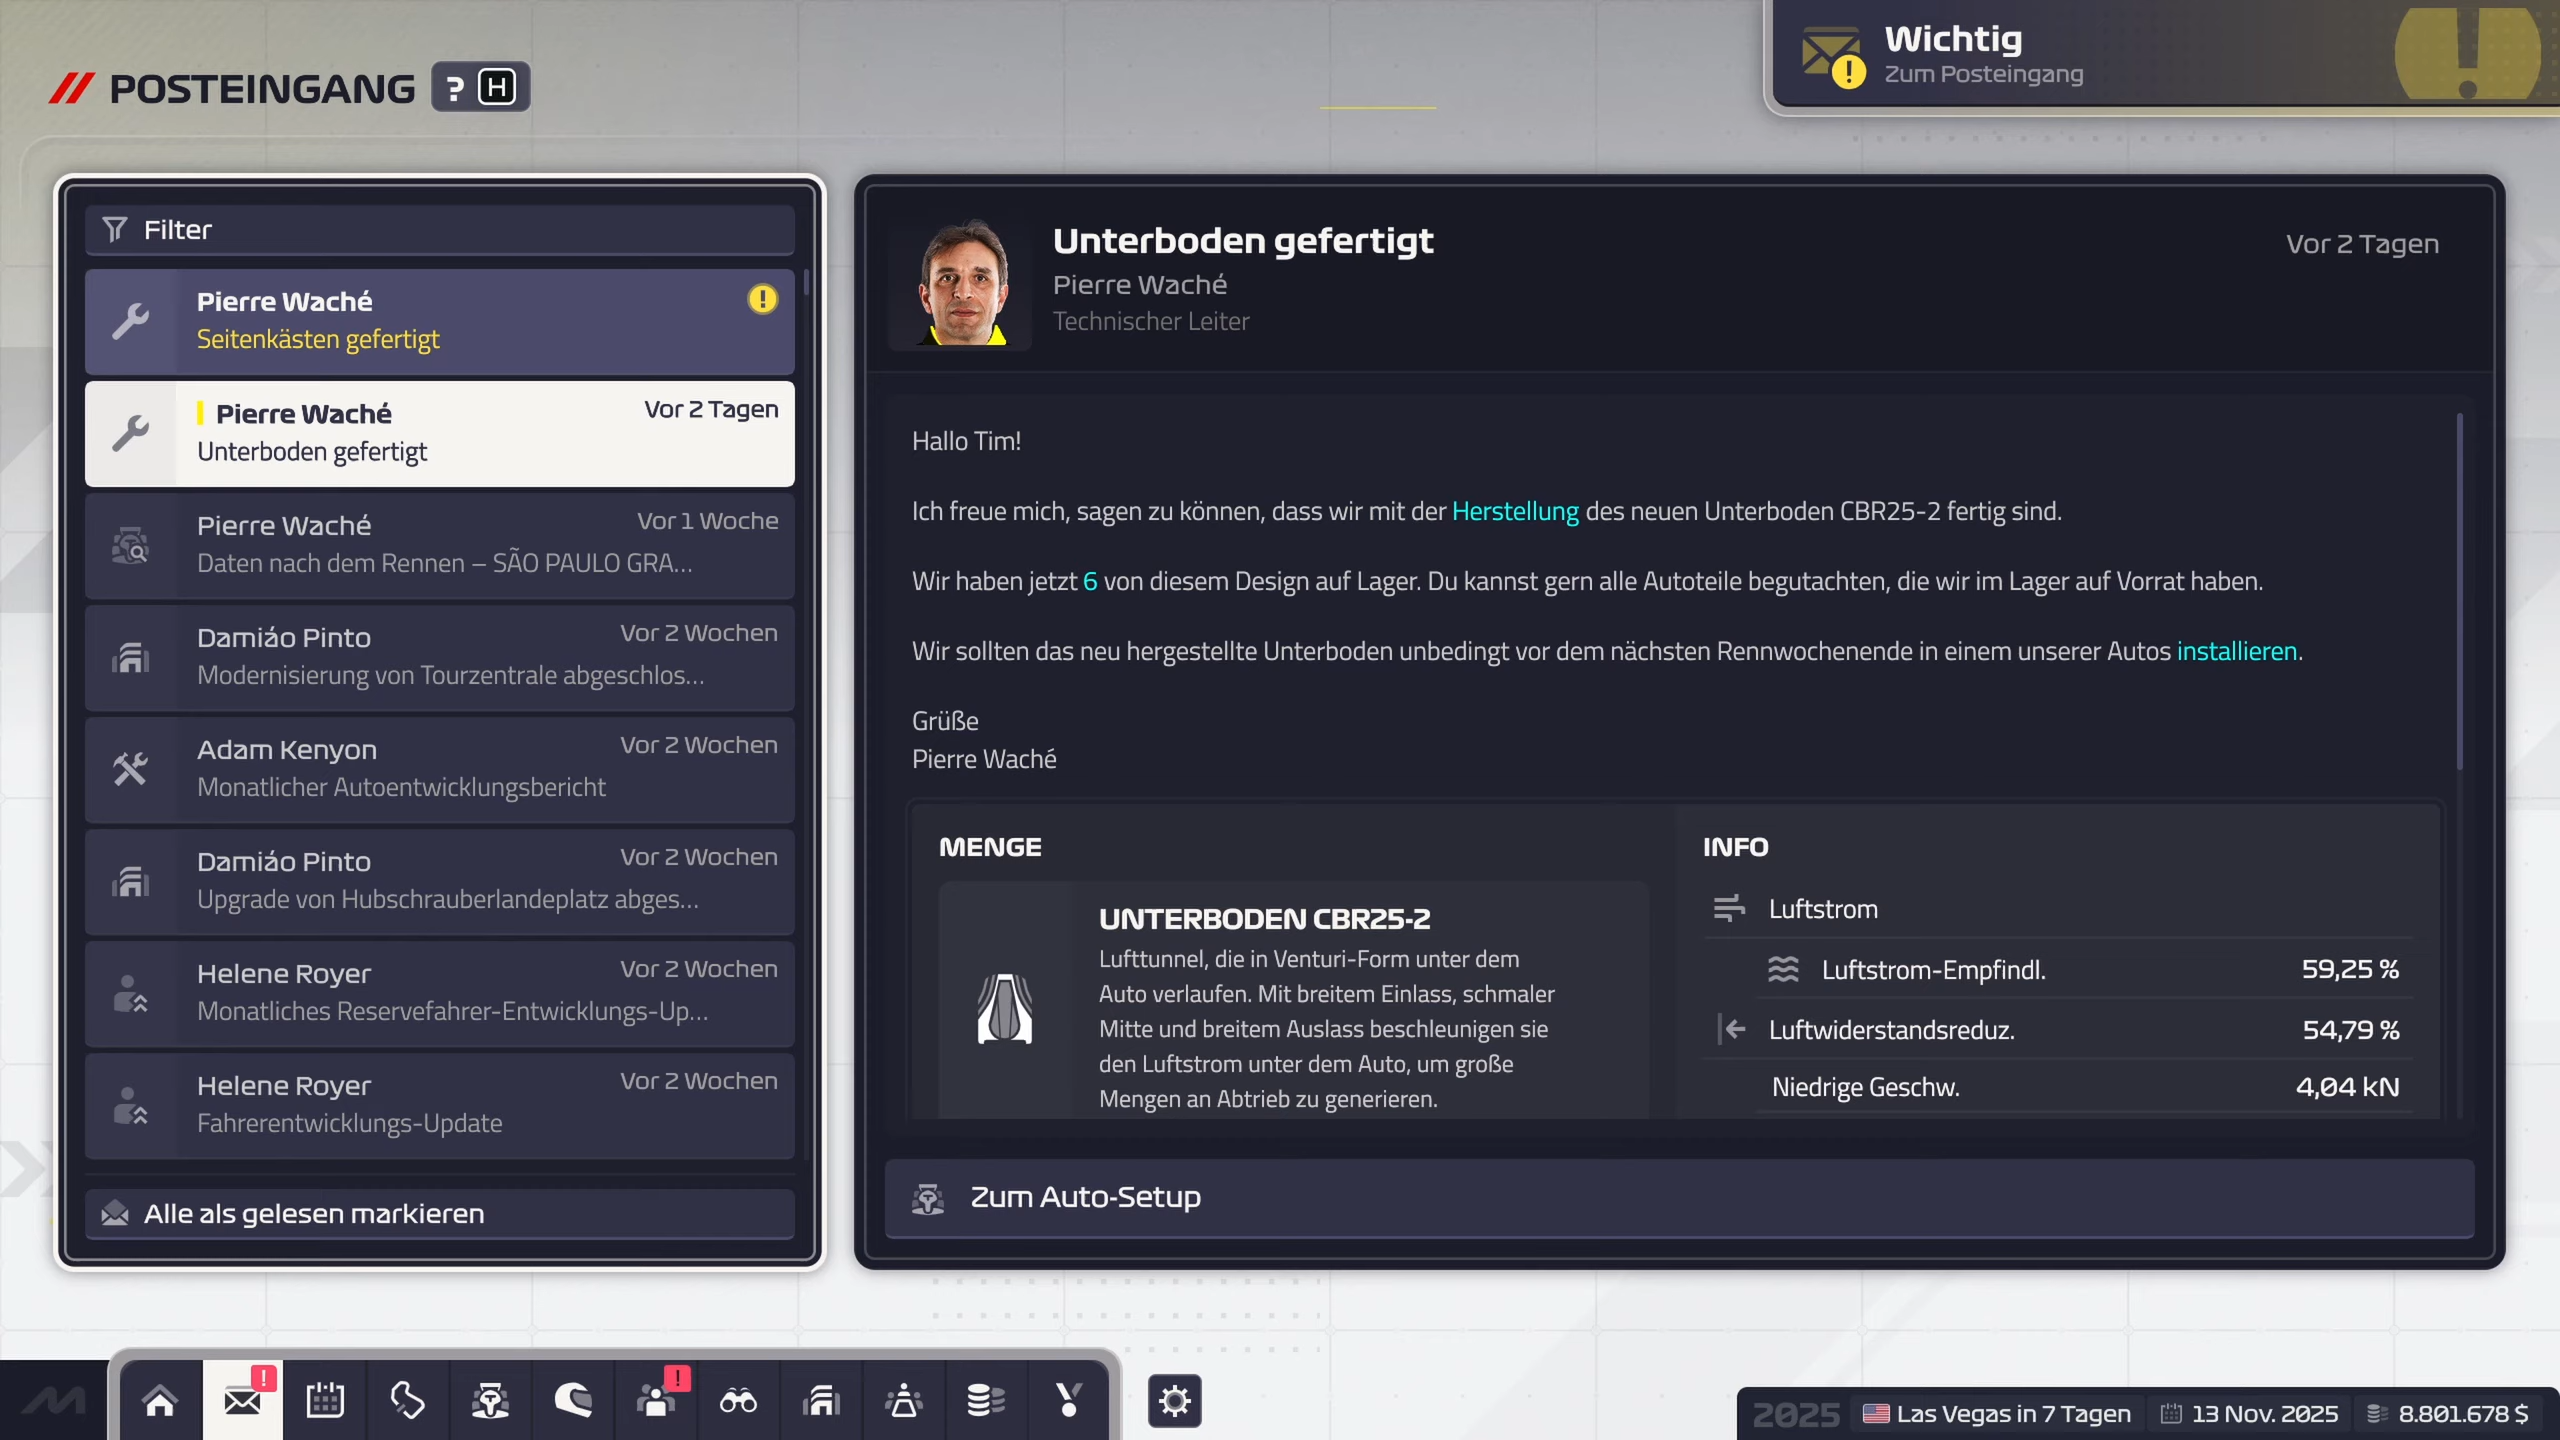 POSTEINGANG
? H
Wichtig
Zum Posteingang
Filter
Pierre Waché
Seitenkästen gefertigt
Pierre Waché
Vor 2 Tagen
Unterboden gefertigt
Pierre Waché
Vor 1 Woche
Daten nach dem Rennen – SÃO PAULO GRA...
Damião Pinto
Vor 2 Wochen
Modernisierung von Tourzentrale abgeschlos...
Adam Kenyon
Vor 2 Wochen
Monatlicher Autoentwicklungsbericht
Damião Pinto
Vor 2 Wochen
Upgrade von Hubschrauberlandeplatz abges...
Helene Royer
Vor 2 Wochen
Monatliches Reservefahrer-Entwicklungs-Up...
Helene Royer
Vor 2 Wochen
Fahrerentwicklungs-Update
Alle als gelesen markieren
Unterboden gefertigt
Vor 2 Tagen
Pierre Waché
Technischer Leiter
Hallo Tim!
Ich freue mich, sagen zu können, dass wir mit der Herstellung des neuen Unterboden CBR25-2 fertig sind.
Wir haben jetzt 6 von diesem Design auf Lager. Du kannst gern alle Autoteile begutachten, die wir im Lager auf Vorrat haben.
Wir sollten das neu hergestellte Unterboden unbedingt vor dem nächsten Rennwochenende in einem unserer Autos installieren.
Grüße
Pierre Waché
MENGE
UNTERBODEN CBR25-2
Lufttunnel, die in Venturi-Form unter dem
Auto verlaufen. Mit breitem Einlass, schmaler
Mitte und breitem Auslass beschleunigen sie
den Luftstrom unter dem Auto, um große
Mengen an Abtrieb zu generieren.
INFO
Luftstrom
Luftstrom-Empfindl. 59,25 %
Luftwiderstandsreduz. 54,79 %
Niedrige Geschw. 4,04 kN
Zum Auto-Setup
2025
Las Vegas in 7 Tagen
13 Nov. 2025
8.801.678 $